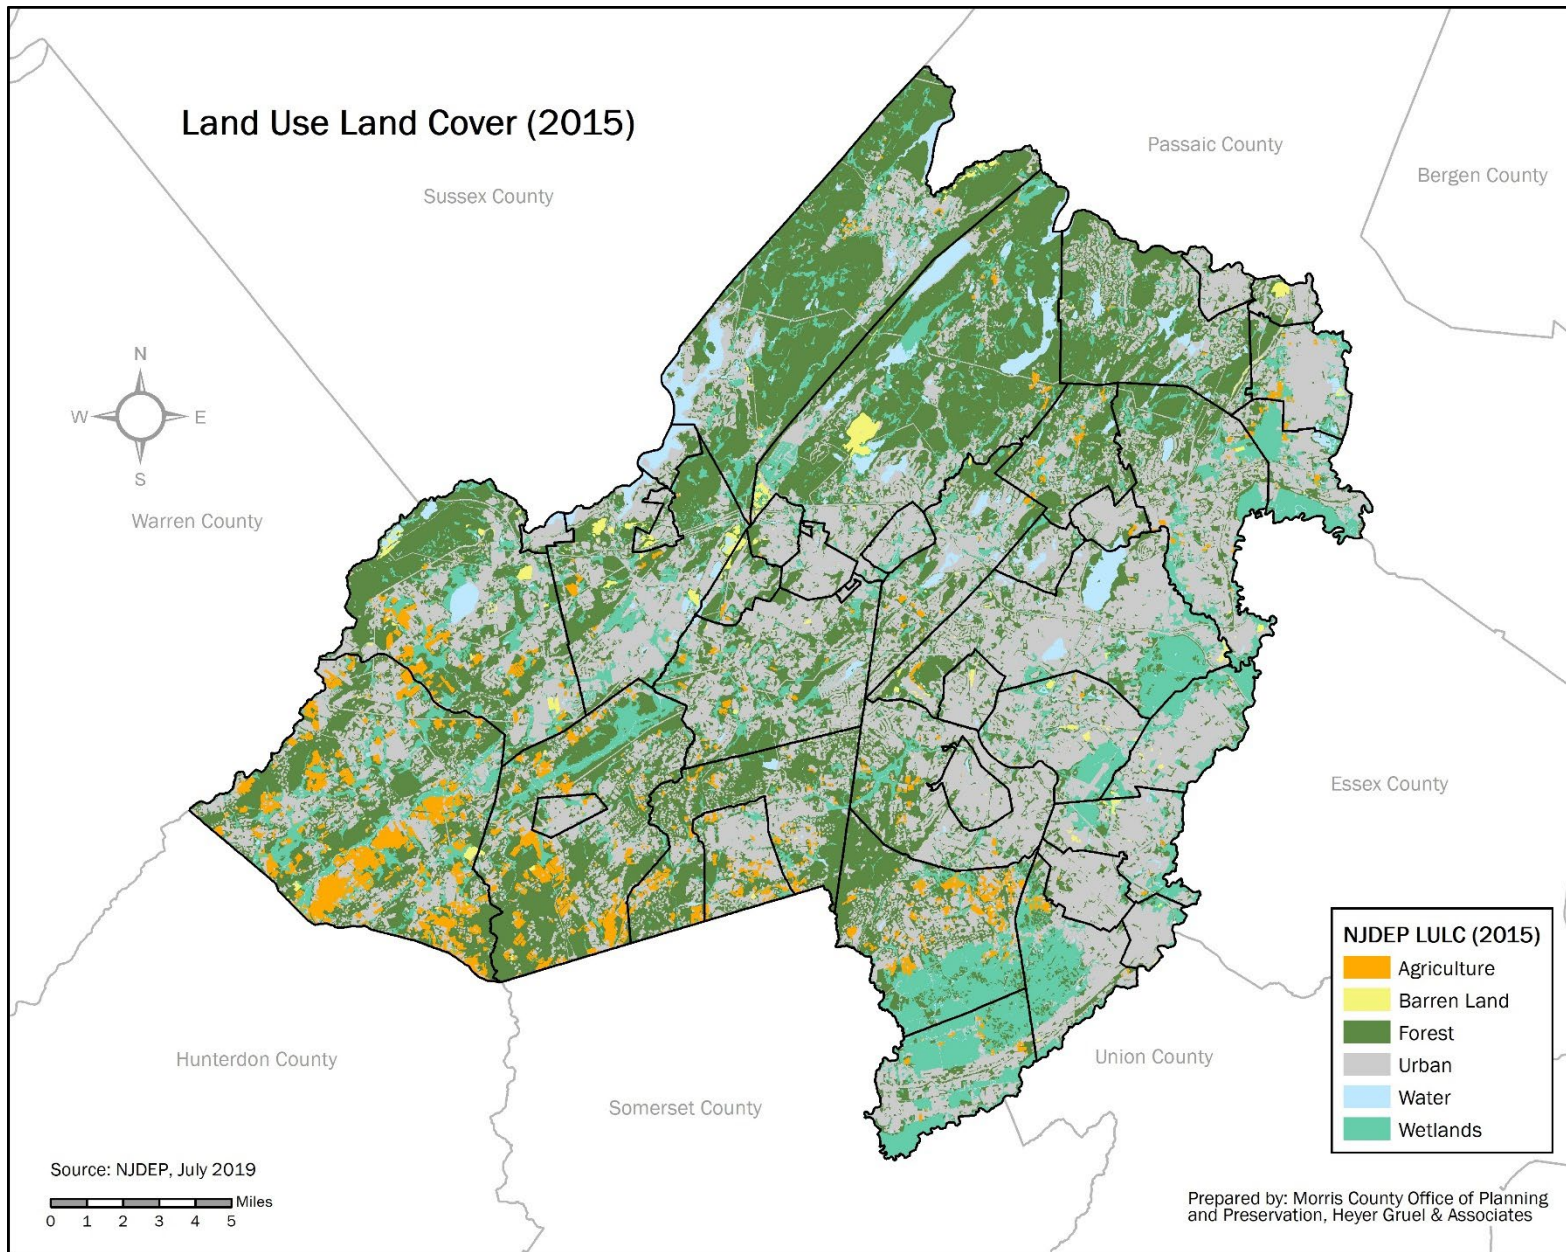 Land Use Land Cover (2015)
Passaic County
Bergen County
Sussex County
N
W
E
S
Warren County
Essex County
NJDEP LULC (2015)
Agriculture
Barren Land
Forest
Urban
Water
Wetlands
Hunterdon County
Union County
Somerset County
Source: NJDEP, July 2019
Miles
0 1 2 3 4 5
Prepared by: Morris County Office of Planning
and Preservation, Heyer Gruel & Associates